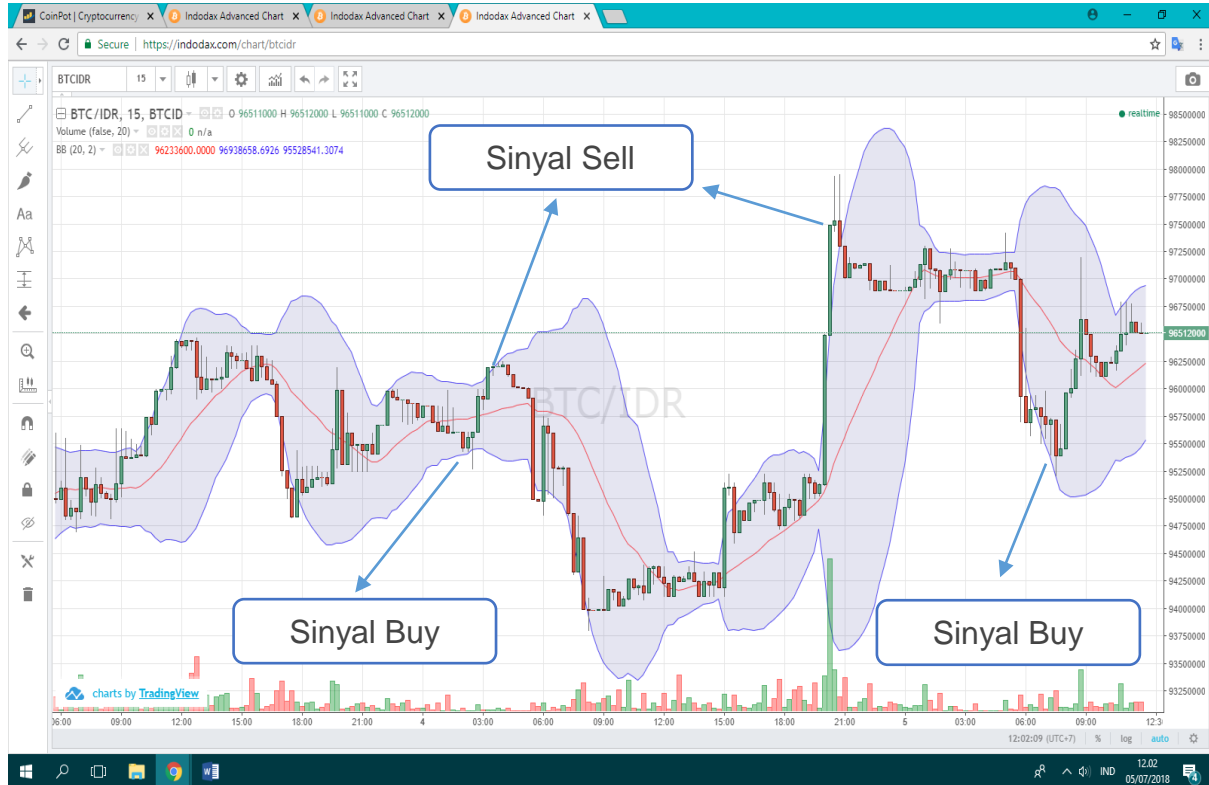 CoinPot | Cryptocurrency
Indodax Advanced Chart
Indodax Advanced Chart
Indodax Advanced Chart
Secure | https://indodax.com/chart/btcidr
BTCIDR 15
BTC/IDR, 15, BTCID O 96511000 H 96512000 L 96511000 C 96512000
realtime
Volume (false, 20) 0 n/a
BB (20, 2) 96233600.0000 96938658.6926 95528541.3074
Aa
Sinyal Sell
BTC/IDR
Sinyal Buy
Sinyal Buy
98500000
98250000
98000000
97750000
97500000
97250000
97000000
96750000
96512000
96250000
96000000
95750000
95500000
95250000
95000000
94750000
94500000
94250000
94000000
93750000
93500000
93250000
charts by TradingView
06:00 09:00 12:00 15:00 18:00 21:00 4 03:00 06:00 09:00 12:00 15:00 18:00 21:00 5 03:00 06:00 09:00 12:3
12:02:09 (UTC+7) % log auto
IND
12.02
05/07/2018
4